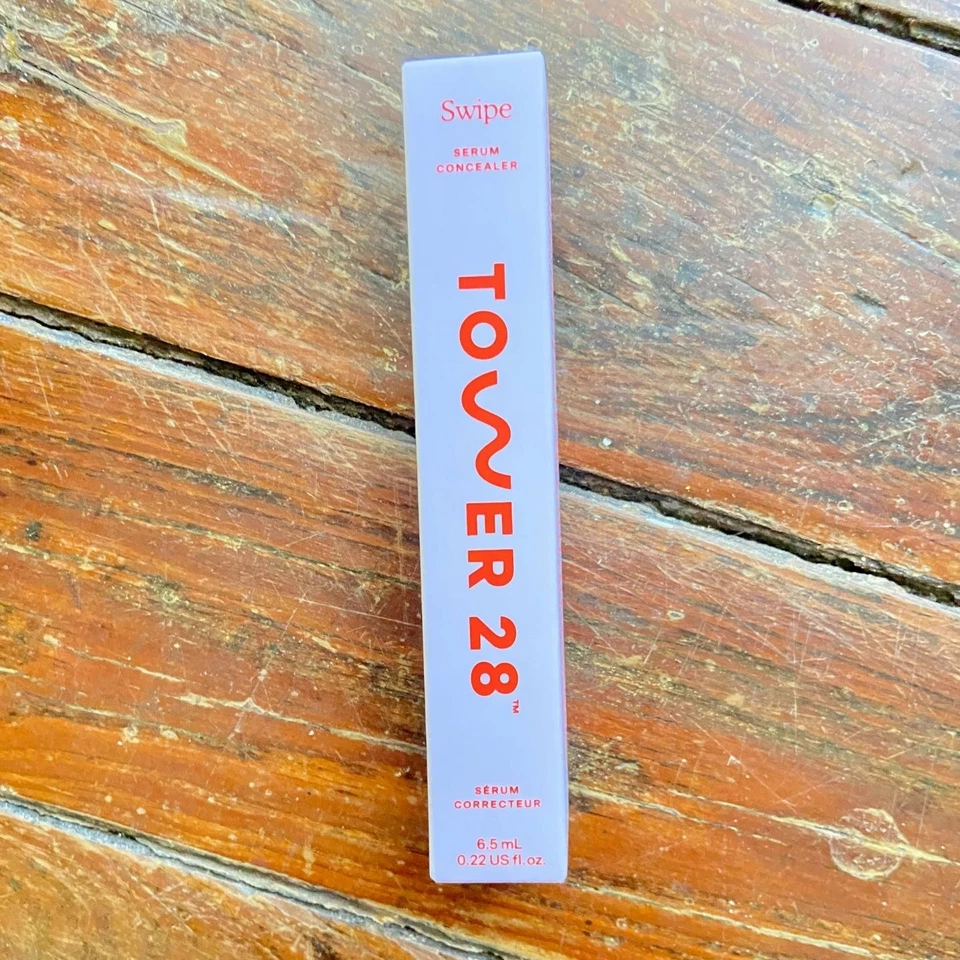 Swipe
SERUM
CONCEALER
TOWER 28™
SÉRUM
CORRECTEUR
6.5 mL
0.22 US fl. oz.